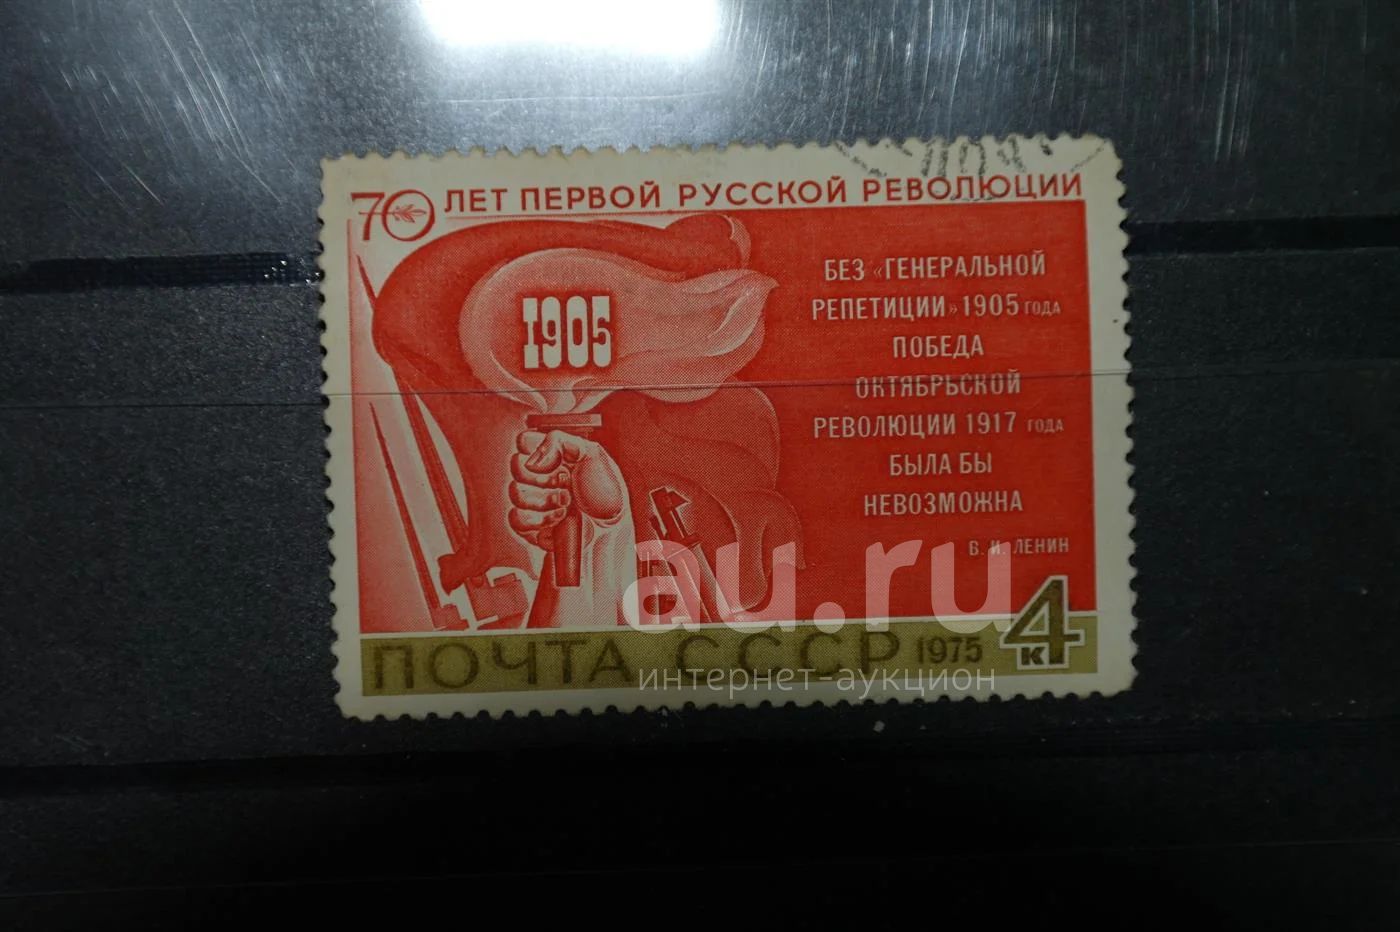 70 ЛЕТ ПЕРВОЙ РУССКОЙ РЕВОЛЮЦИИ
1905
БЕЗ «ГЕНЕРАЛЬНОЙ
РЕПЕТИЦИИ» 1905 ГОДА
ПОБЕДА
ОКТЯБРЬСКОЙ
РЕВОЛЮЦИИ 1917 ГОДА
БЫЛА БЫ
НЕВОЗМОЖНА
В. И. ЛЕНИН
au.ru
интернет-аукцион
ПОЧТА СССР 1975 4К